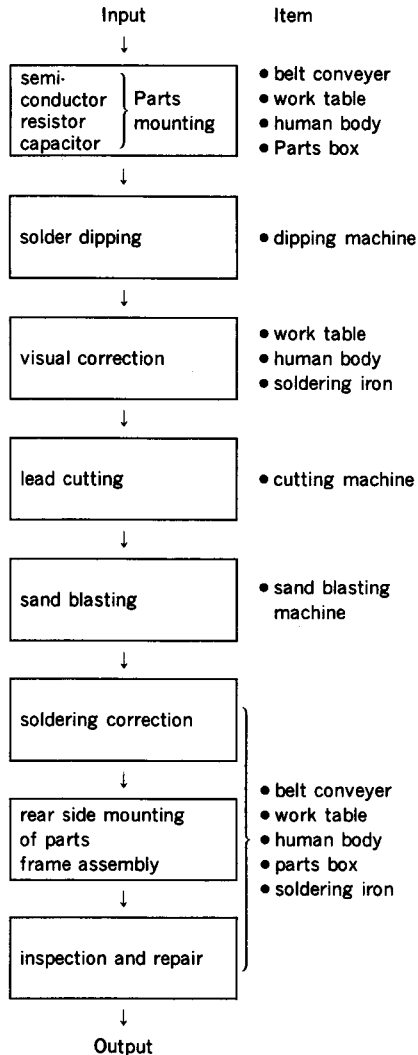 Input
Item
semi-
conductor
resistor
capacitor
Parts
mounting
• belt conveyer
• work table
• human body
• Parts box
solder dipping
• dipping machine
visual correction
• work table
• human body
• soldering iron
lead cutting
• cutting machine
sand blasting
• sand blasting
machine
soldering correction
rear side mounting
of parts
frame assembly
inspection and repair
• belt conveyer
• work table
• human body
• parts box
• soldering iron
Output